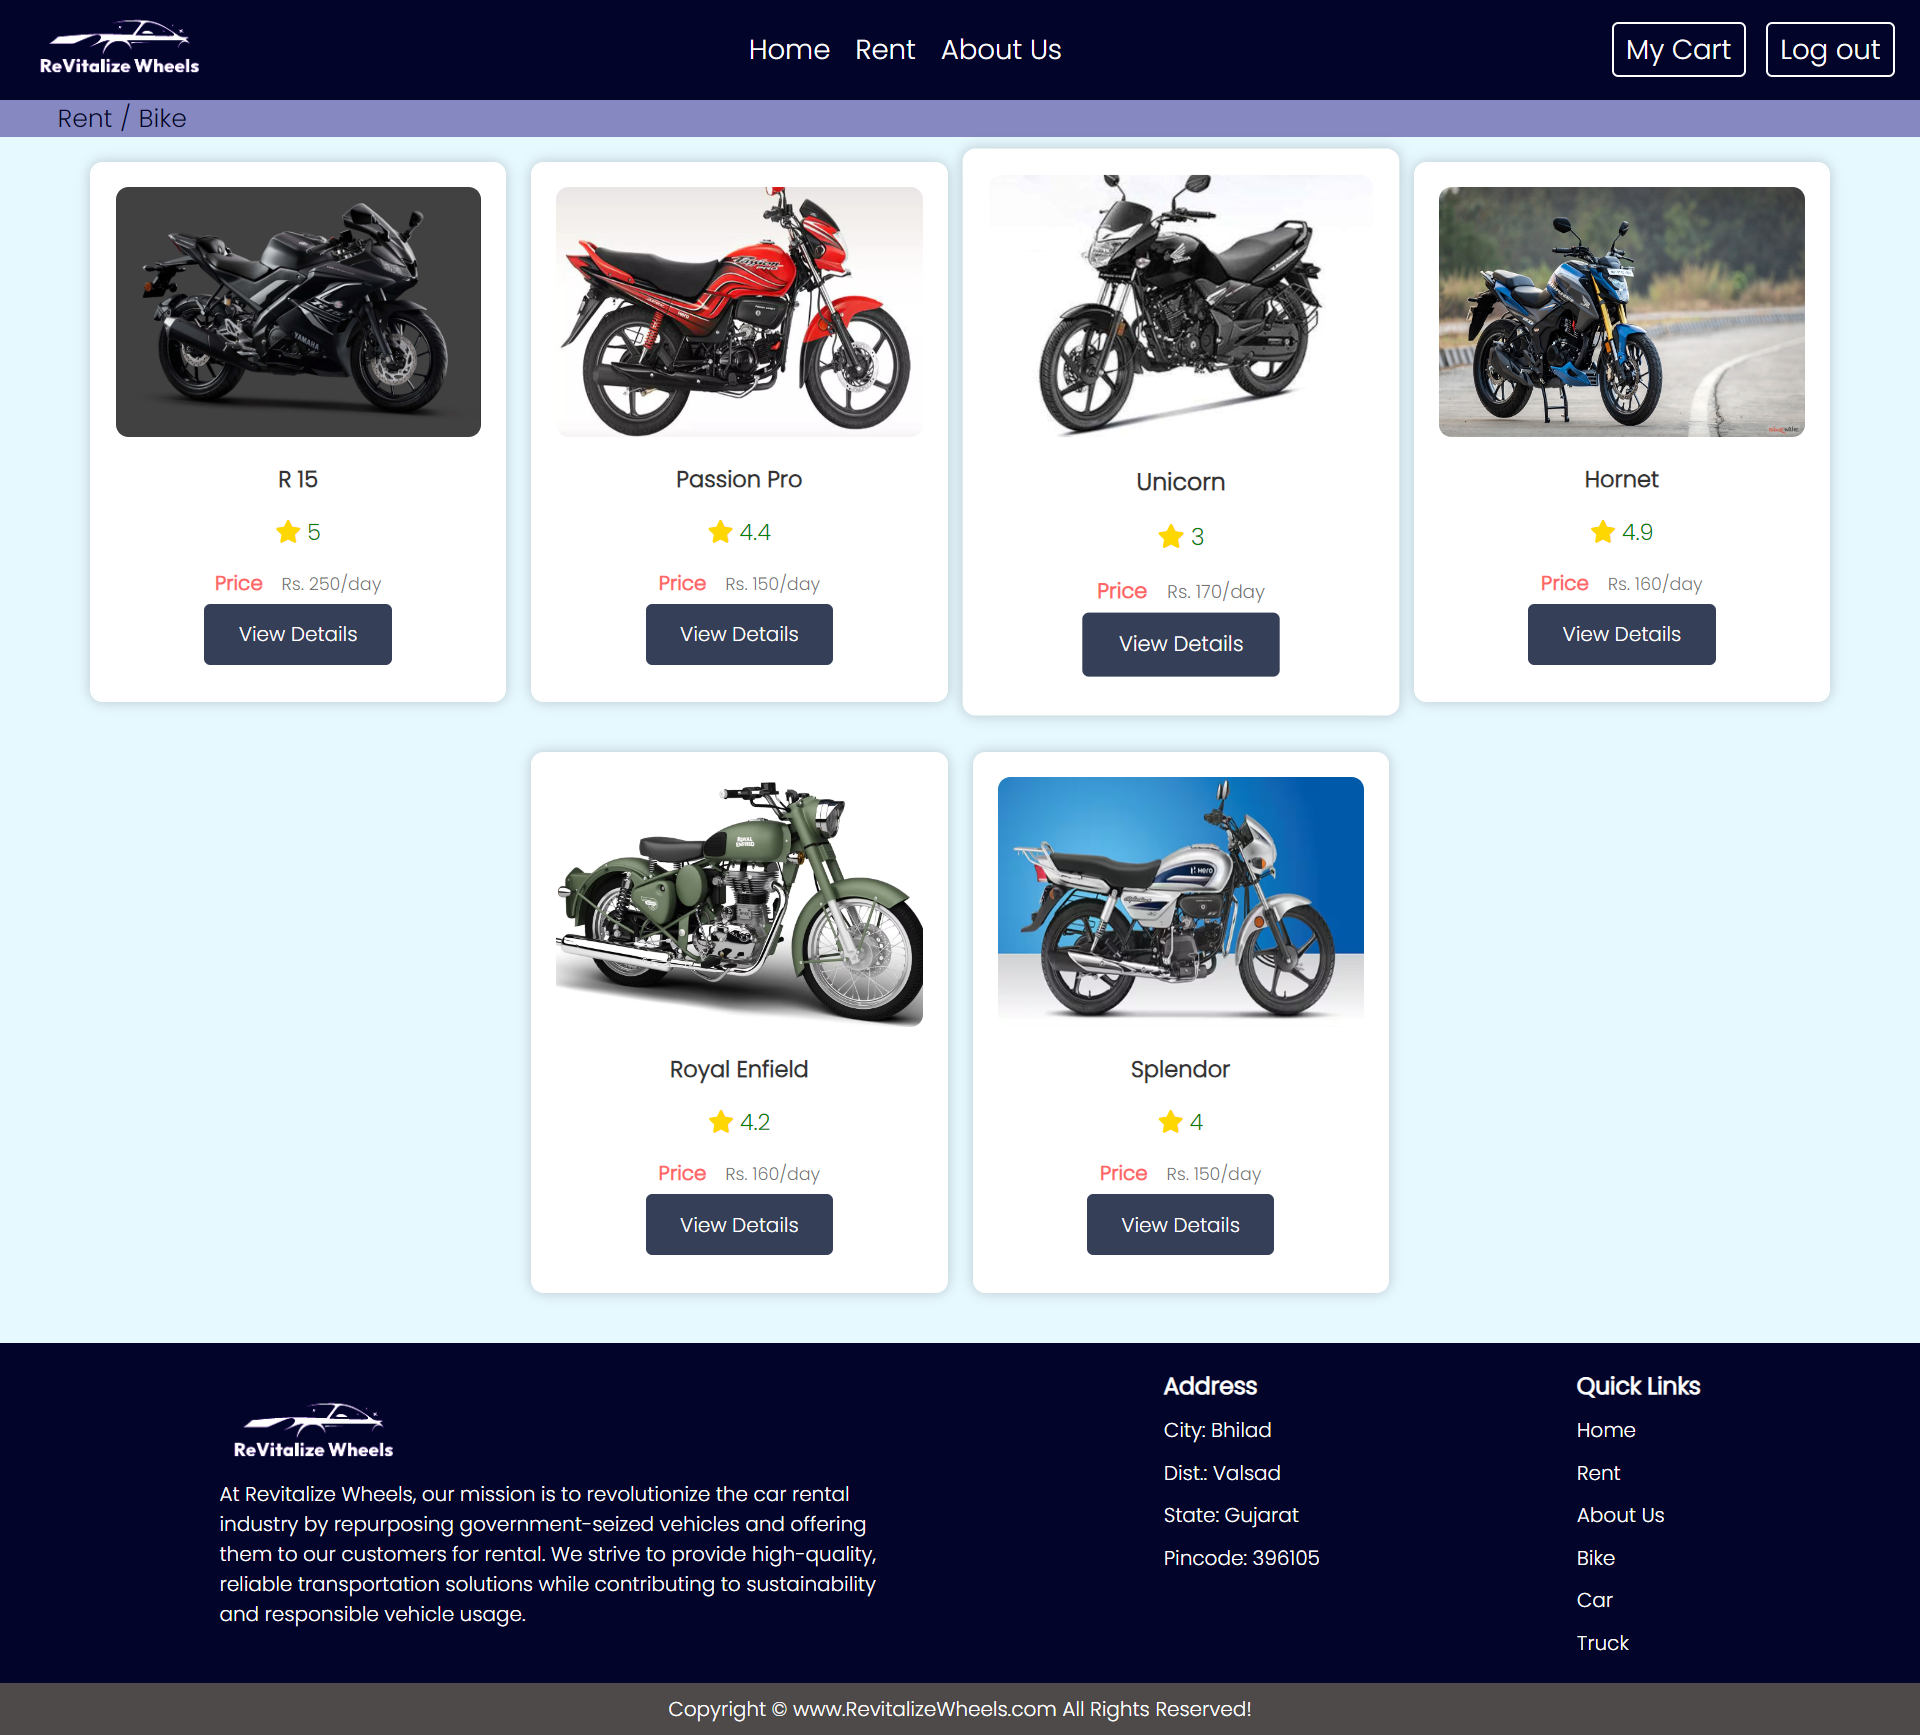 ReVitalize Wheels
Home Rent About Us
My Cart Log out
Rent / Bike
YAMAHA
R 15
5
Price Rs. 250/day
View Details
Passion Pro
4.4
Price Rs. 150/day
View Details
Unicorn
3
Price Rs. 170/day
View Details
Hornet
4.9
Price Rs. 160/day
View Details
ROYAL
ENFIELD
Royal Enfield
4.2
Price Rs. 160/day
View Details
Hero
Splendor
4
Price Rs. 150/day
View Details
ReVitalize Wheels
At Revitalize Wheels, our mission is to revolutionize the car rental
industry by repurposing government-seized vehicles and offering
them to our customers for rental. We strive to provide high-quality,
reliable transportation solutions while contributing to sustainability
and responsible vehicle usage.
Address
City: Bhilad
Dist.: Valsad
State: Gujarat
Pincode: 396105
Quick Links
Home
Rent
About Us
Bike
Car
Truck
Copyright © www.RevitalizeWheels.com All Rights Reserved!